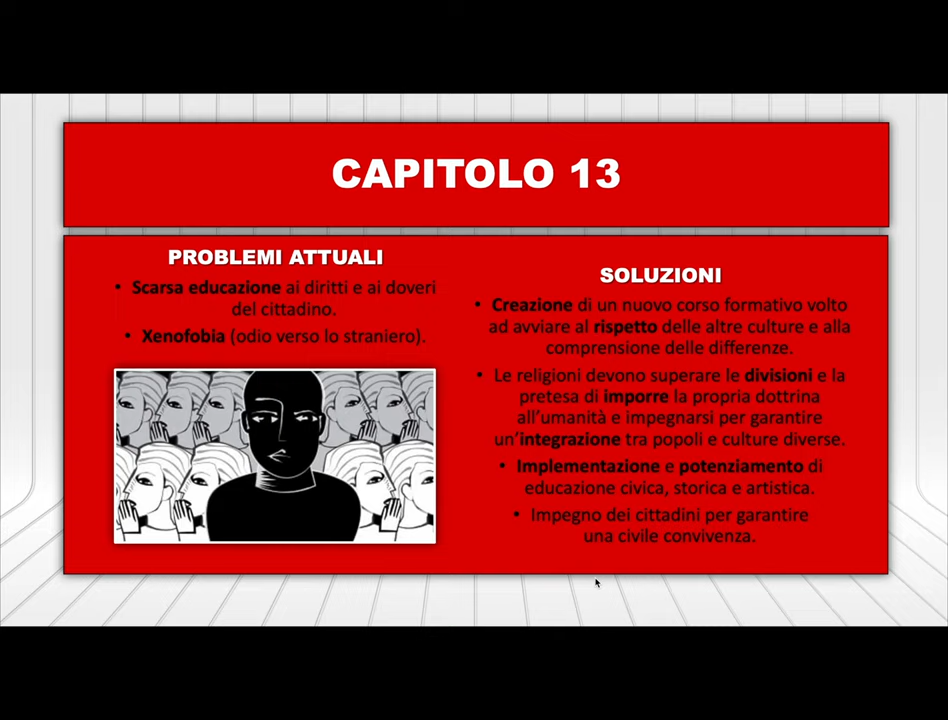 CAPITOLO 13
PROBLEMI ATTUALI
• Scarsa educazione ai diritti e ai doveri
del cittadino.
• Xenofobia (odio verso lo straniero).
SOLUZIONI
• Creazione di un nuovo corso formativo volto
ad avviare al rispetto delle altre culture e alla
comprensione delle differenze.
• Le religioni devono superare le divisioni e la
pretesa di imporre la propria dottrina
all'umanità e impegnarsi per garantire
un'integrazione tra popoli e culture diverse.
• Implementazione e potenziamento di
educazione civica, storica e artistica.
• Impegno dei cittadini per garantire
una civile convivenza.